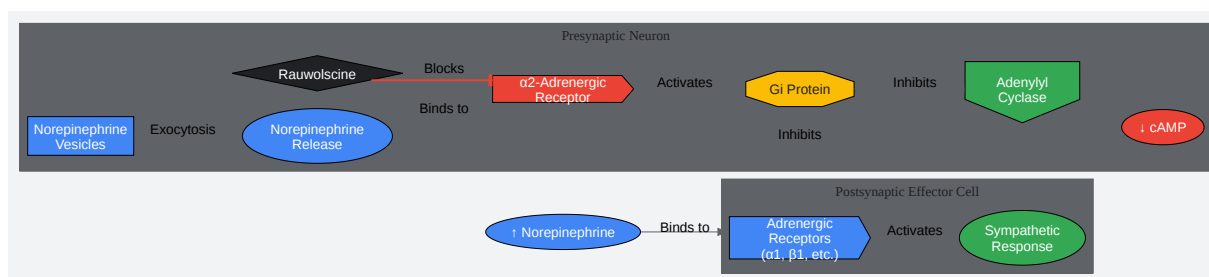 Presynaptic Neuron
Rauwolscine
Blocks
α2-Adrenergic
Receptor
Activates
Gi Protein
Inhibits
Adenylyl
Cyclase
Binds to
Norepinephrine
Vesicles
Exocytosis
Norepinephrine
Release
Inhibits
↓ cAMP
Postsynaptic Effector Cell
↑ Norepinephrine
Binds to
Adrenergic
Receptors
(α1, β1, etc.)
Activates
Sympathetic
Response